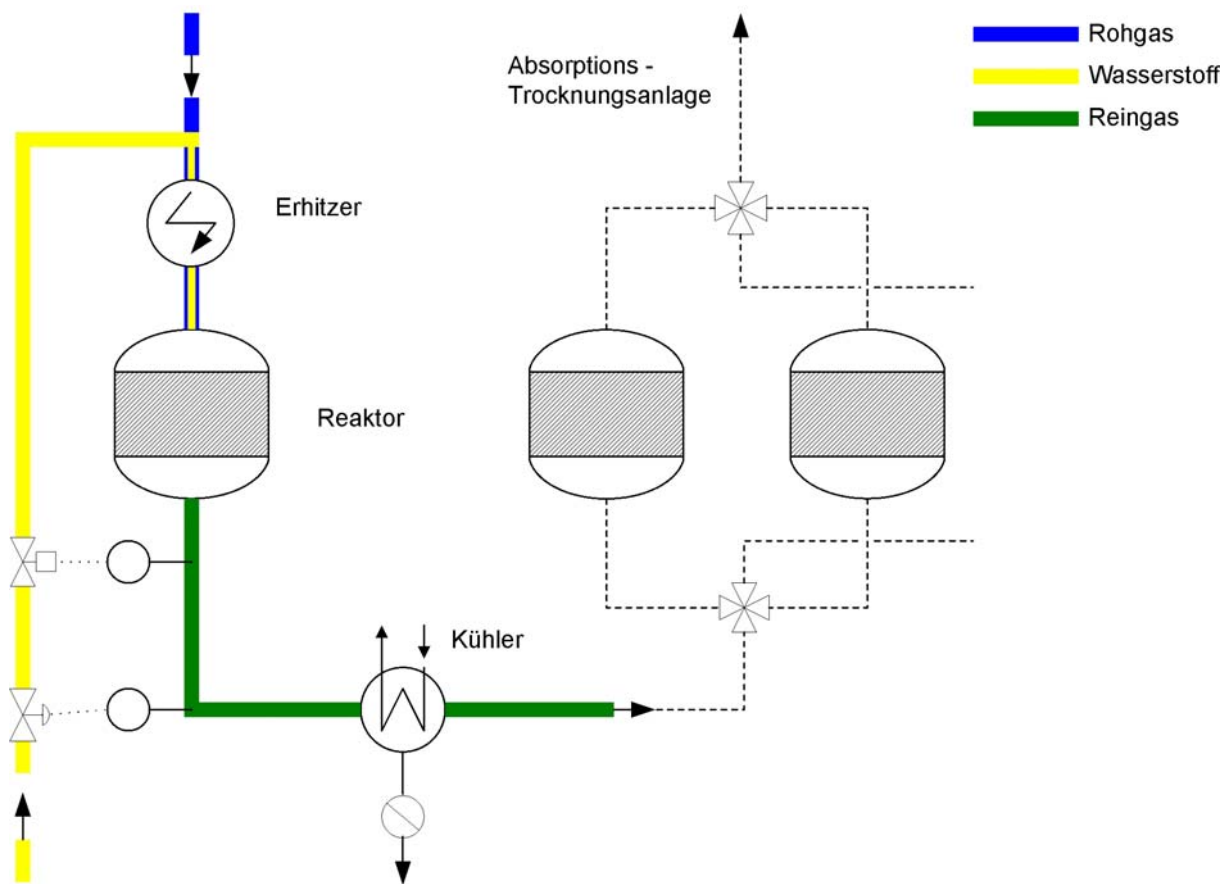 Absorptions -
Trocknungsanlage
Rohgas
Wasserstoff
Reingas
Erhitzer
Reaktor
Kühler